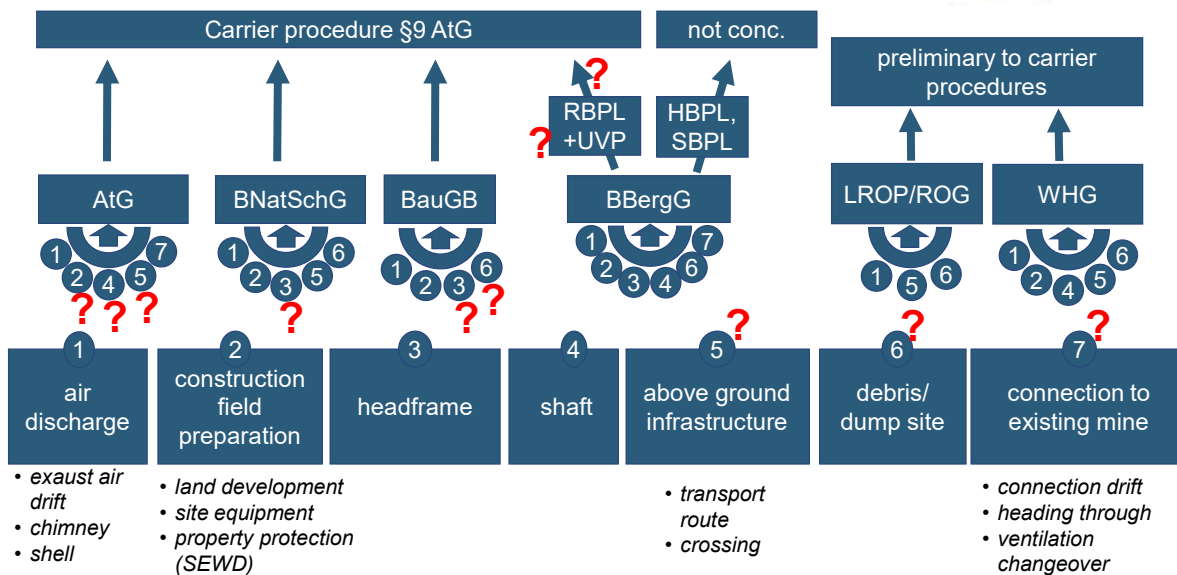 Carrier procedure §9 AtG
not conc.
preliminary to carrier
procedures
?
RBPL
+UVP
?
HBPL,
SBPL
AtG
BNatSchG
BauGB
BBergG
LROP/ROG
WHG
1
2
4
5
7
1
2
3
5
6
1
2
3
6
1
2
3
4
6
7
1
5
6
1
2
4
5
7
?
?
?
?
?
?
?
?
?
1
air
discharge
2
construction
field
preparation
3
headframe
4
shaft
5
above ground
infrastructure
6
debris/
dump site
7
connection to
existing mine
• exaust air
drift
• chimney
• shell
• land development
• site equipment
• property protection
(SEWD)
• transport
route
• crossing
• connection drift
• heading through
• ventilation
changeover